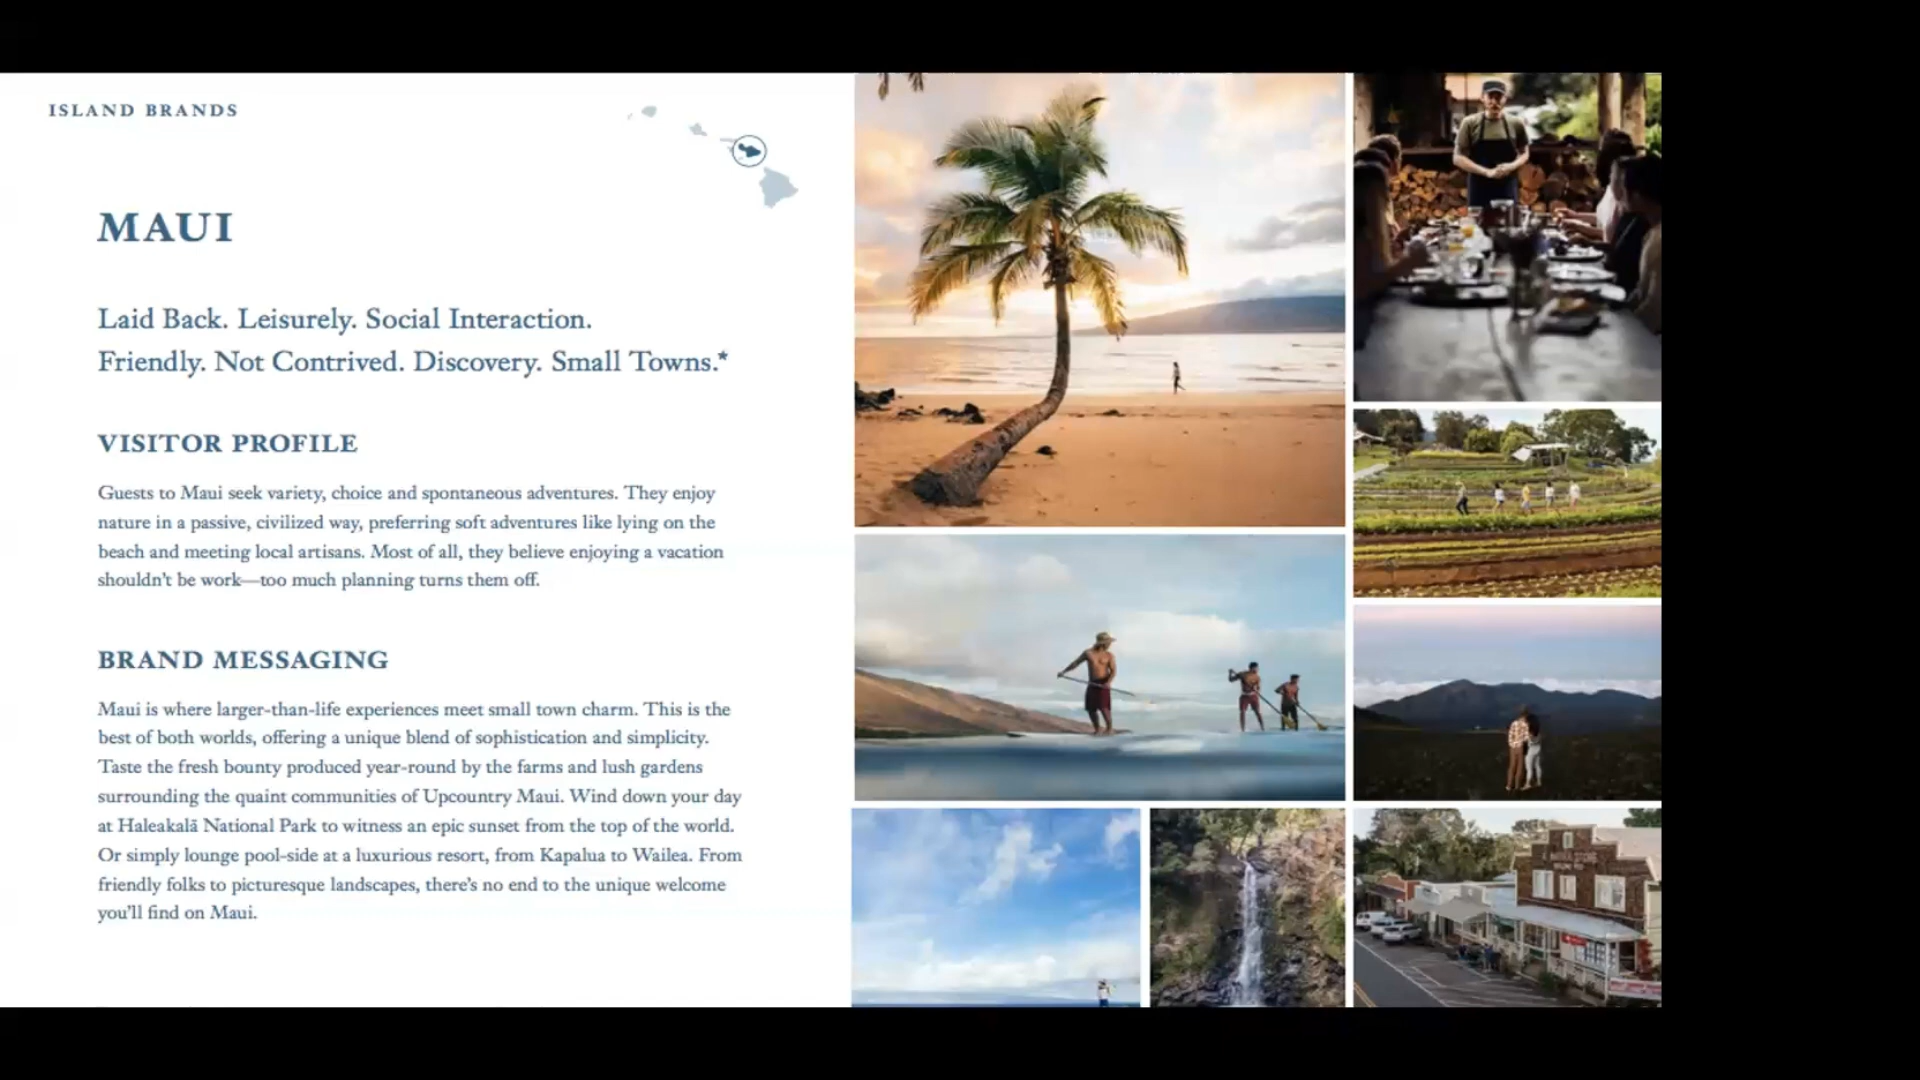 ISLAND BRANDS
MAUI
Laid Back. Leisurely. Social Interaction.
Friendly. Not Contrived. Discovery. Small Towns.*
VISITOR PROFILE
Guests to Maui seek variety, choice and spontaneous adventures. They enjoy
nature in a passive, civilized way, preferring soft adventures like lying on the
beach and meeting local artisans. Most of all, they believe enjoying a vacation
shouldn't be work—too much planning turns them off.
BRAND MESSAGING
Maui is where larger-than-life experiences meet small town charm. This is the
best of both worlds, offering a unique blend of sophistication and simplicity.
Taste the fresh bounty produced year-round by the farms and lush gardens
surrounding the quaint communities of Upcountry Maui. Wind down your day
at Haleakalā National Park to witness an epic sunset from the top of the world.
Or simply lounge pool-side at a luxurious resort, from Kapalua to Wailea. From
friendly folks to picturesque landscapes, there's no end to the unique welcome
you'll find on Maui.